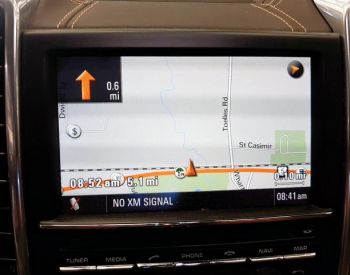 0.6
mi
Toelles Rd
St Casimir
$
08:52 am/5.1 mi
NO XM SIGNAL
08:41 am
TUNER MEDIA PHONE NAVI MAP